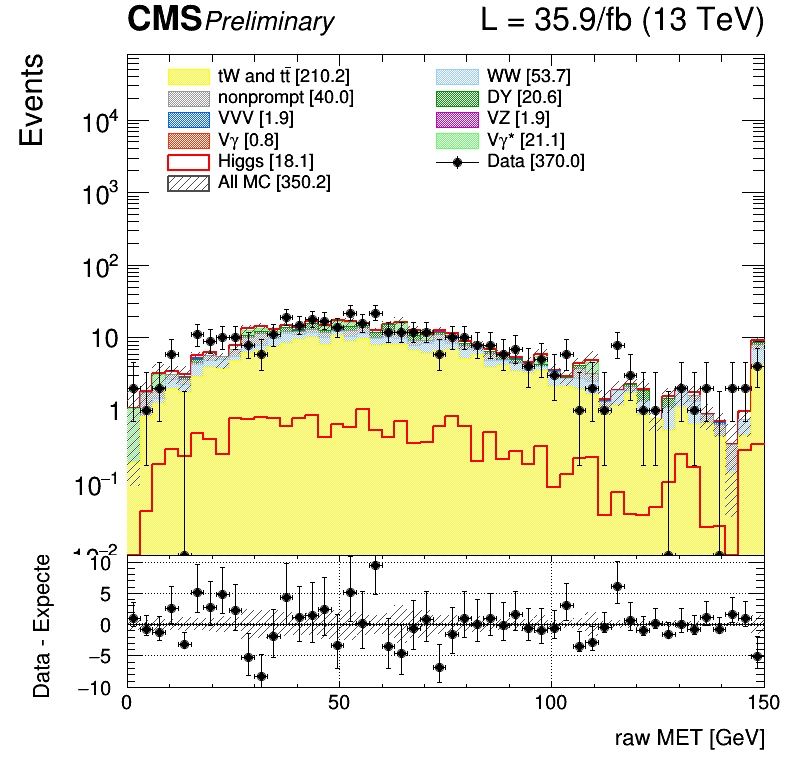 CMS Preliminary L = 35.9/fb (13 TeV)
Events
tW and tt̄ [210.2] WW [53.7]
nonprompt [40.0] DY [20.6]
VVV [1.9] VZ [1.9]
Vγ [0.8] Vγ* [21.1]
Higgs [18.1] Data [370.0]
All MC [350.2]
10⁴
10³
10²
10
1
10⁻¹
10⁻²
Data - Expecte
10
5
0
−5
−10
0 50 100 150
raw MET [GeV]